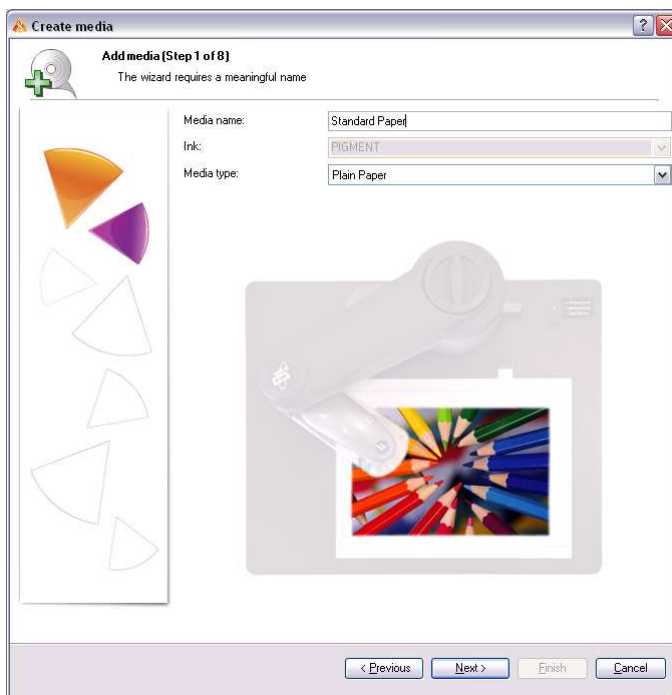 Create media
Add media (Step 1 of 8)
The wizard requires a meaningful name
Media name: Standard Paper
Ink: PIGMENT
Media type: Plain Paper
< Previous Next > Finish Cancel